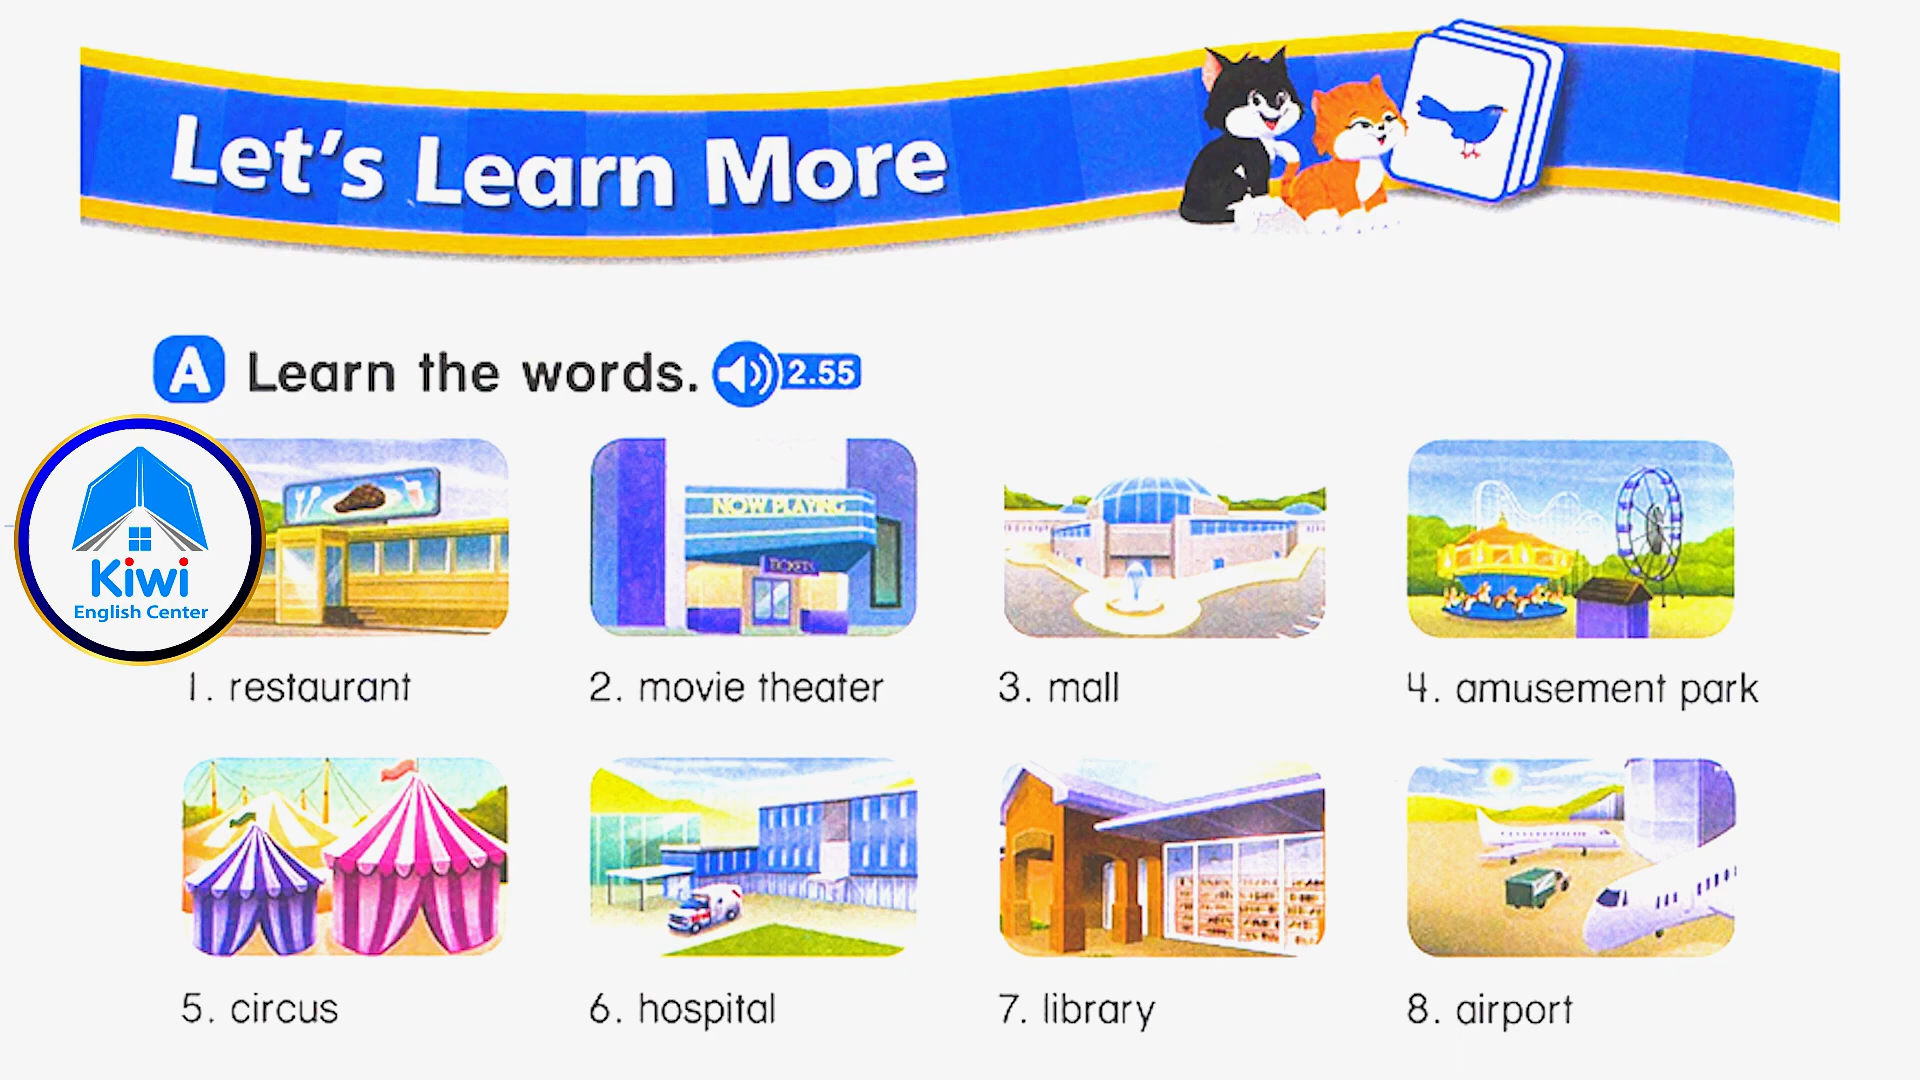 Let's Learn More
A Learn the words. 2.55
Kiwi
English Center
NOW PLAYING
TICKETS
1. restaurant
2. movie theater
3. mall
4. amusement park
5. circus
6. hospital
7. library
8. airport